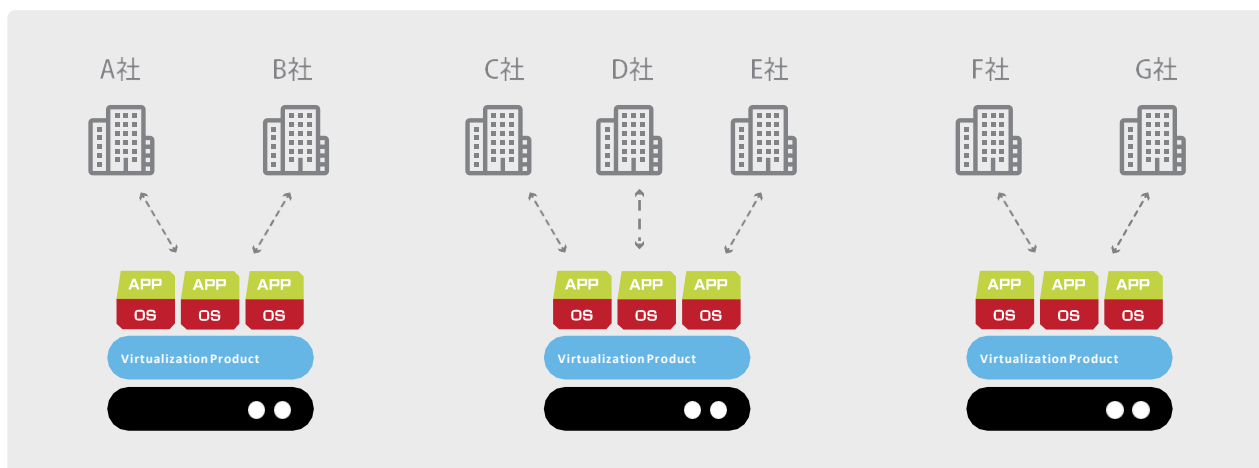 A社 B社 C社 D社 E社 F社 G社
APP APP APP APP APP APP APP APP APP
OS OS OS OS OS OS OS OS OS
Virtualization Product Virtualization Product Virtualization Product